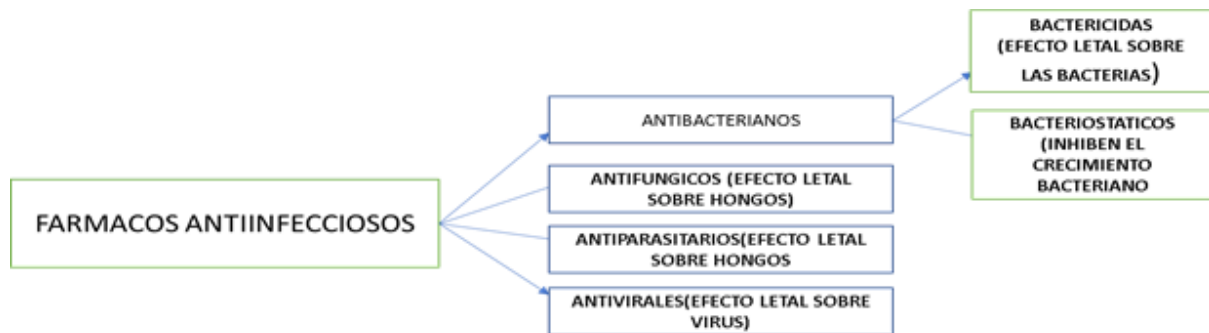 FARMACOS ANTIINFECCIOSOS
ANTIBACTERIANOS
ANTIFUNGICOS (EFECTO LETAL
SOBRE HONGOS)
ANTIPARASITARIOS(EFECTO LETAL
SOBRE HONGOS
ANTIVIRALES(EFECTO LETAL SOBRE
VIRUS)
BACTERICIDAS
(EFECTO LETAL SOBRE
LAS BACTERIAS)
BACTERIOSTATICOS
(INHIBEN EL
CRECIMIENTO
BACTERIANO